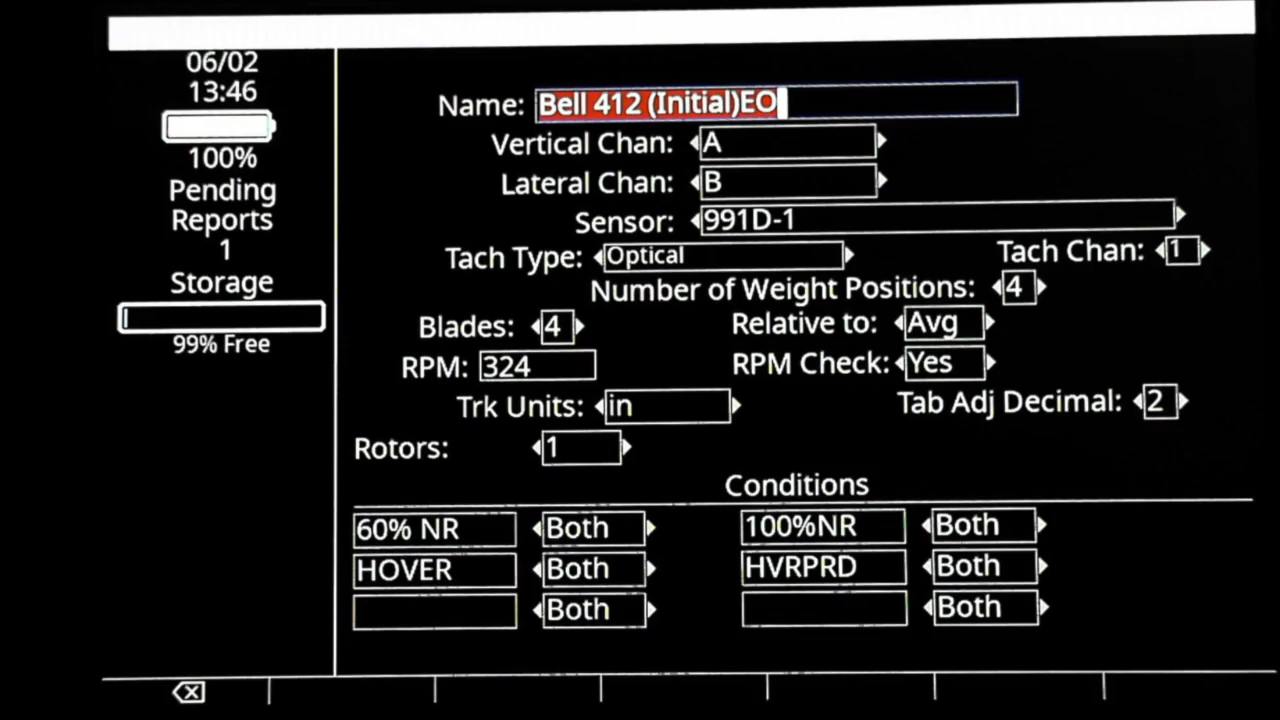 06/02
13:46
100%
Pending
Reports
1
Storage
99% Free
Name: Bell 412 (Initial)EO
Vertical Chan: A
Lateral Chan: B
Sensor: 991D-1
Tach Type: Optical Tach Chan: 1
Number of Weight Positions: 4
Blades: 4 Relative to: Avg
RPM: 324 RPM Check: Yes
Trk Units: in Tab Adj Decimal: 2
Rotors: 1
Conditions
60% NR Both 100%NR Both
HOVER Both HVRPRD Both
Both Both